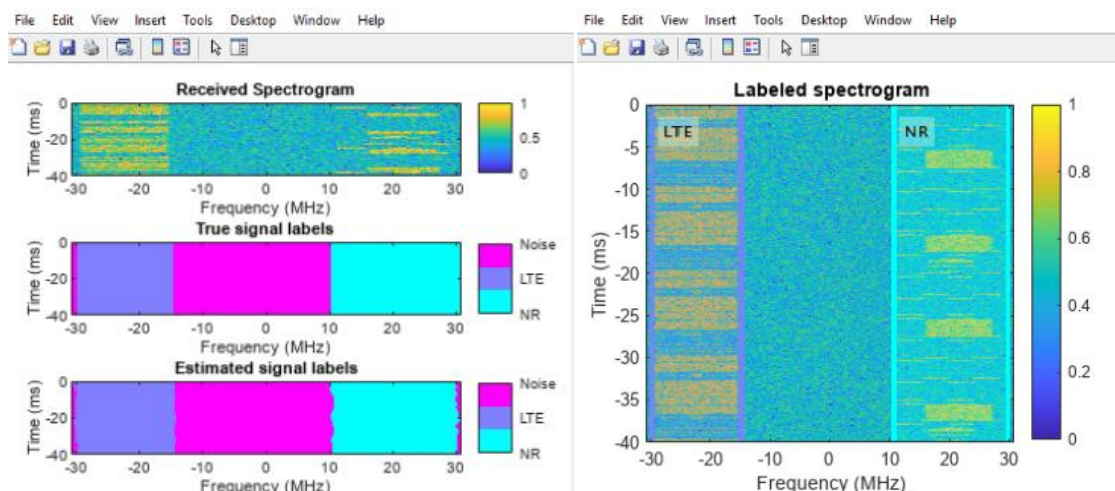 File Edit View Insert Tools Desktop Window Help
Received Spectrogram
Time (ms)
0
-20
-40
-30 -20 -10 0 10 20 30
Frequency (MHz)
1
0.5
0
True signal labels
Time (ms)
0
-20
-40
-30 -20 -10 0 10 20 30
Frequency (MHz)
Noise
LTE
NR
Estimated signal labels
Time (ms)
0
-20
-40
-30 -20 -10 0 10 20 30
Frequency (MHz)
Noise
LTE
NR
File Edit View Insert Tools Desktop Window Help
Labeled spectrogram
Time (ms)
0
-5
-10
-15
-20
-25
-30
-35
-40
LTE
NR
-30 -20 -10 0 10 20 30
Frequency (MHz)
1
0.8
0.6
0.4
0.2
0